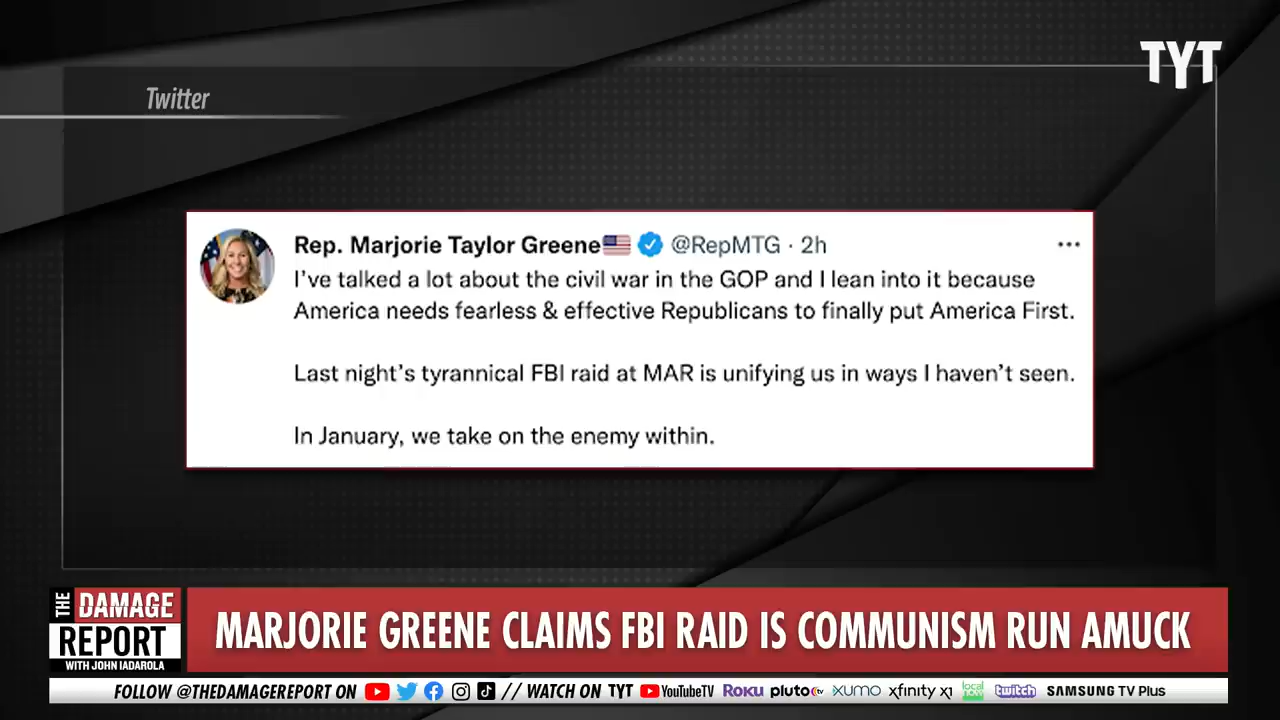 TYT
Twitter
Rep. Marjorie Taylor Greene🇺🇸 @RepMTG · 2h
I've talked a lot about the civil war in the GOP and I lean into it because
America needs fearless & effective Republicans to finally put America First.
Last night's tyrannical FBI raid at MAR is unifying us in ways I haven't seen.
In January, we take on the enemy within.
THE DAMAGE
REPORT
WITH JOHN IADAROLA
MARJORIE GREENE CLAIMS FBI RAID IS COMMUNISM RUN AMUCK
FOLLOW @THEDAMAGEREPORT ON // WATCH ON TYT YouTubeTV Roku pluto tv XUMO xfinity x1 local now twitch SAMSUNG TV Plus